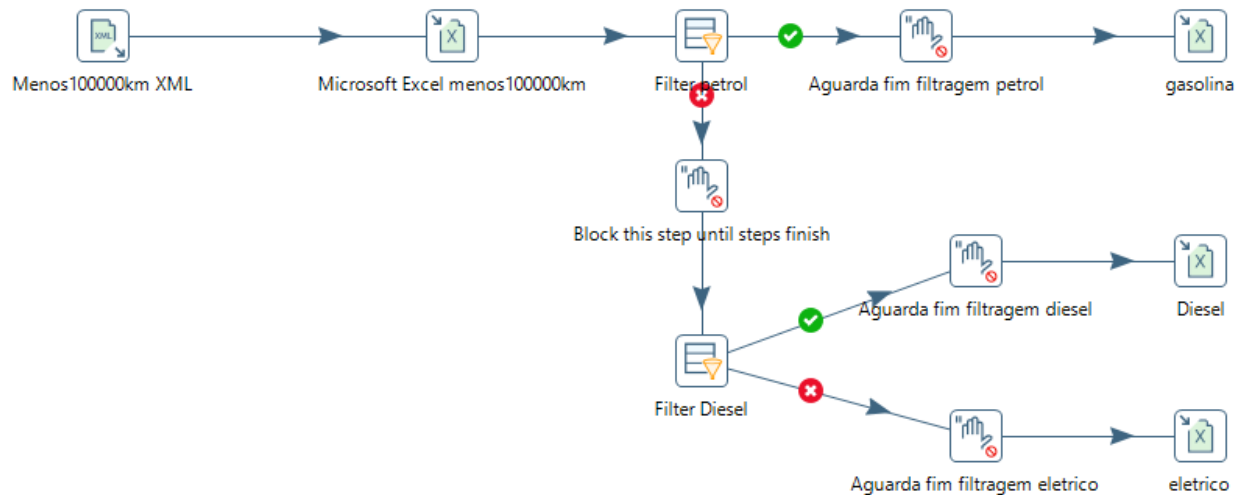 XML
X
X
Menos100000km XML
Microsoft Excel menos100000km
Filter petrol
Aguarda fim filtragem petrol
gasolina
Block this step until steps finish
X
Aguarda fim filtragem diesel
Diesel
Filter Diesel
X
Aguarda fim filtragem eletrico
eletrico